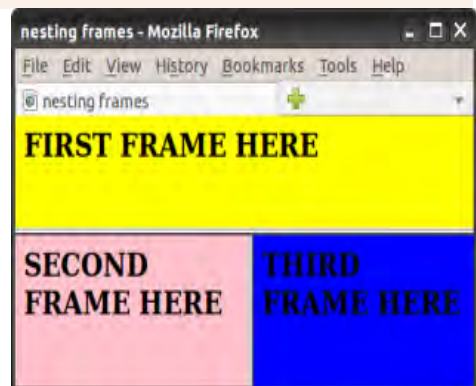 nesting frames - Mozilla Firefox
File Edit View History Bookmarks Tools Help
nesting frames
FIRST FRAME HERE
SECOND
FRAME HERE
THIRD
FRAME HERE